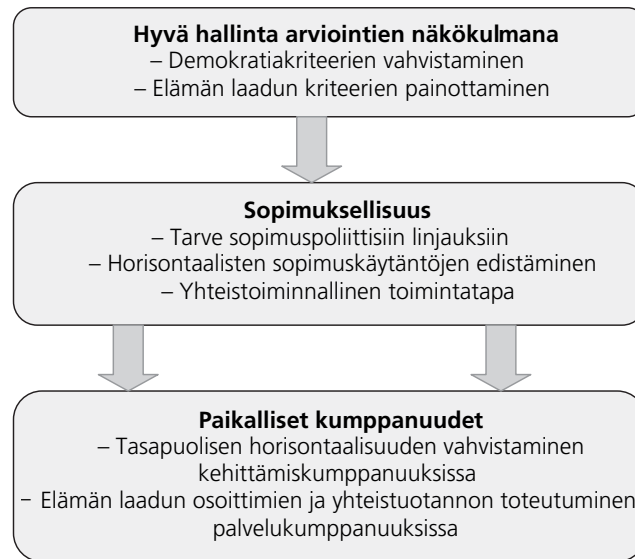 Hyvä hallinta arviointien näkökulmana
– Demokratiakriteerien vahvistaminen
– Elämän laadun kriteerien painottaminen
Sopimuksellisuus
– Tarve sopimuspoliittisiin linjauksiin
– Horisontaalisten sopimuskäytäntöjen edistäminen
– Yhteistoiminnallinen toimintatapa
Paikalliset kumppanuudet
– Tasapuolisen horisontaalisuuden vahvistaminen
kehittämiskumppanuuksissa
– Elämän laadun osoittimien ja yhteistuotannon toteutuminen
palvelukumppanuuksissa